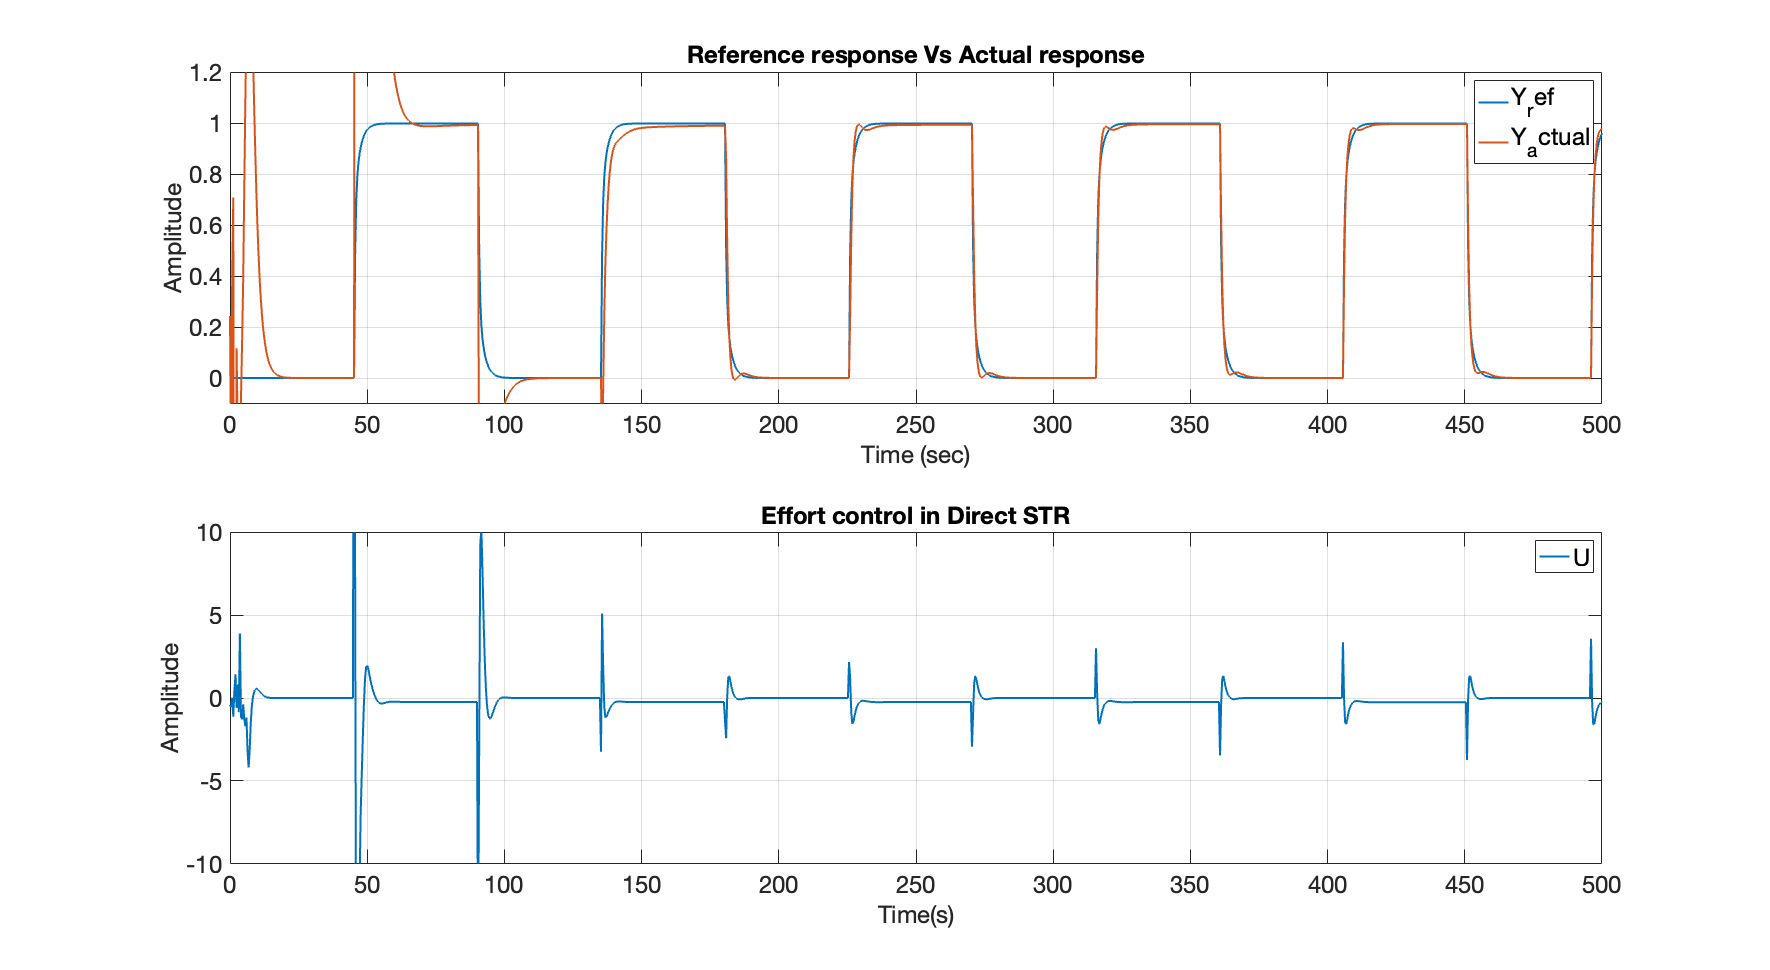 Reference response Vs Actual response
1.2
1
0.8
0.6
0.4
0.2
0
Amplitude
Y_ref
Y_actual
0 50 100 150 200 250 300 350 400 450 500
Time (sec)
Effort control in Direct STR
10
5
0
-5
-10
Amplitude
U
0 50 100 150 200 250 300 350 400 450 500
Time(s)